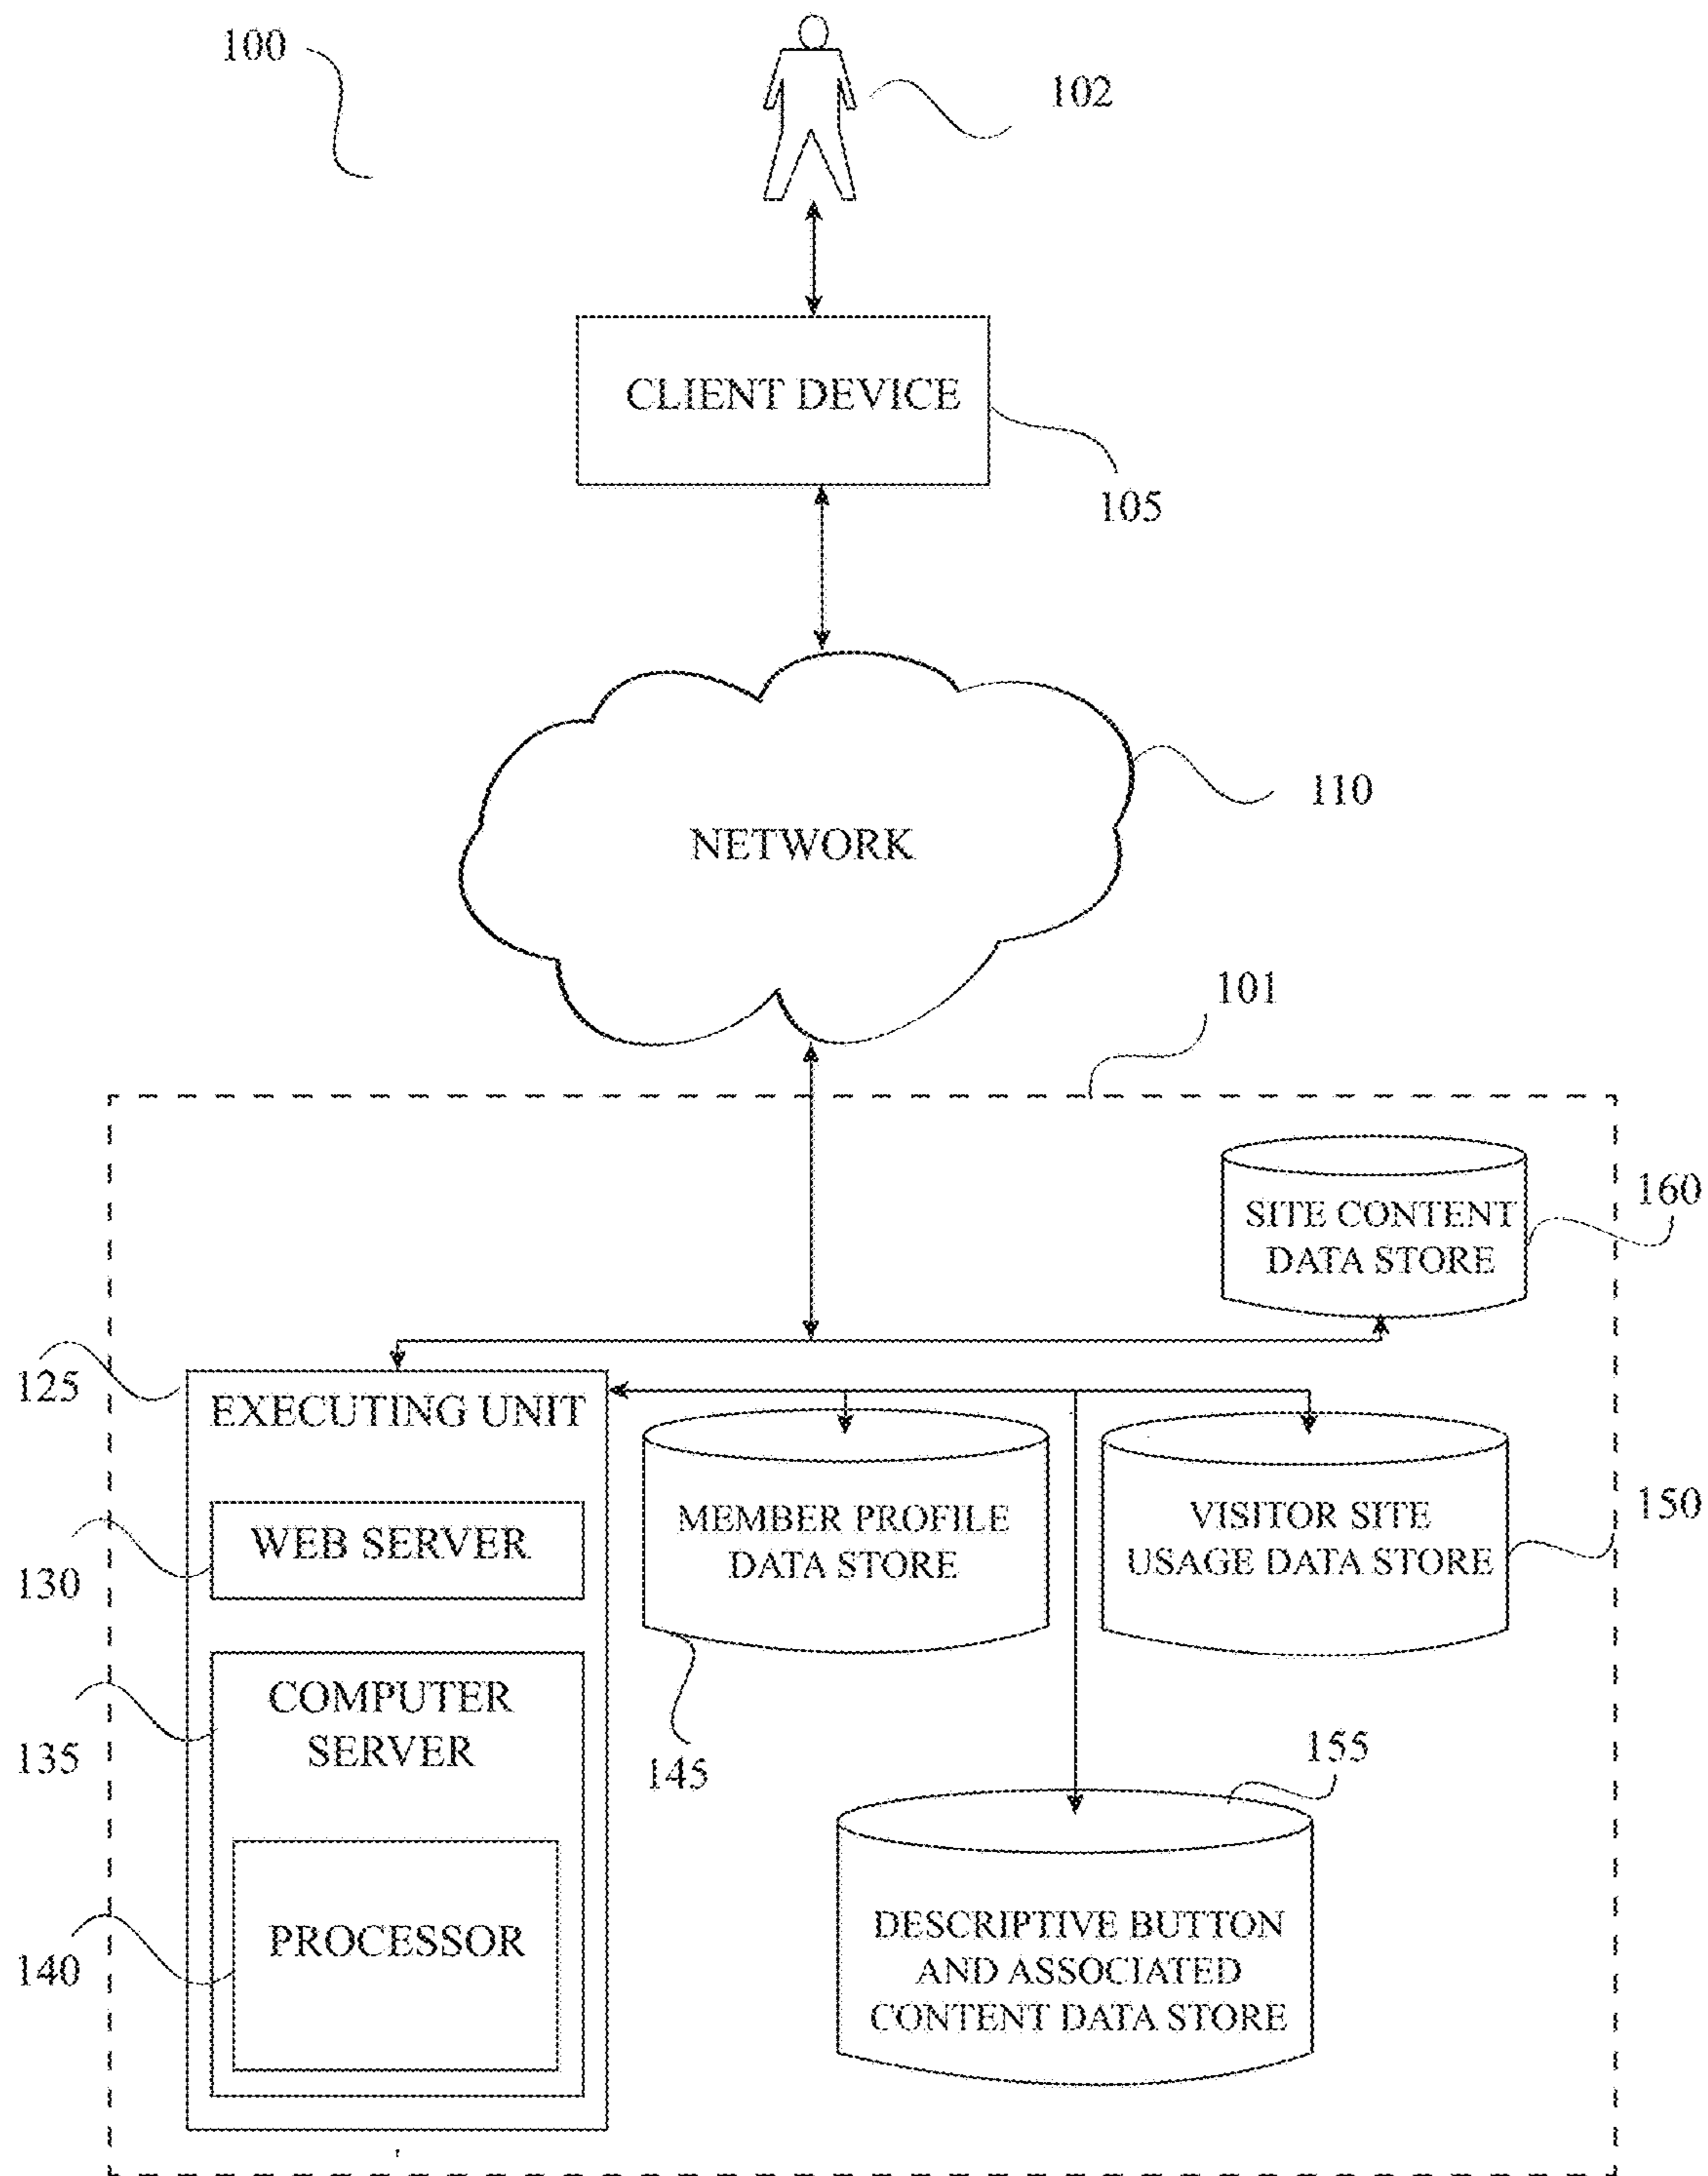 100
102
CLIENT DEVICE
105
110
NETWORK
101
160
SITE CONTENT
DATA STORE
125
EXECUTING UNIT
150
MEMBER PROFILE
DATA STORE
VISITOR SITE
USAGE DATA STORE
WEB SERVER
130
COMPUTER
SERVER
135
145
155
PROCESSOR
140
DESCRIPTIVE BUTTON
AND ASSOCIATED
CONTENT DATA STORE